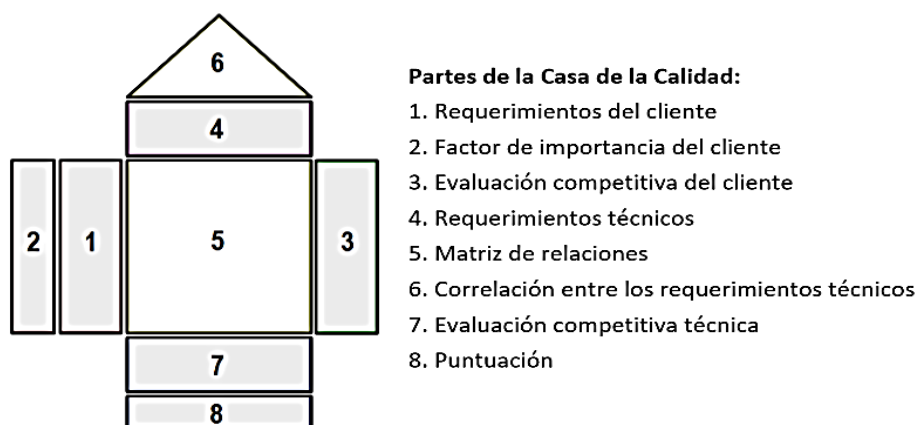 6
4
2
1
5
3
7
8
Partes de la Casa de la Calidad:
1. Requerimientos del cliente
2. Factor de importancia del cliente
3. Evaluación competitiva del cliente
4. Requerimientos técnicos
5. Matriz de relaciones
6. Correlación entre los requerimientos técnicos
7. Evaluación competitiva técnica
8. Puntuación